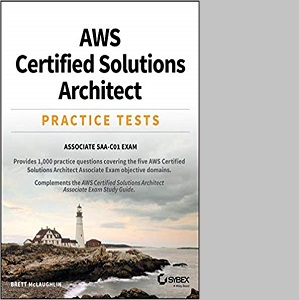 AWS
Certified Solutions
Architect
PRACTICE TESTS
ASSOCIATE SAA-C01 EXAM
Provides 1,000 practice questions covering the five AWS Certified
Solutions Architect Associate Exam objective domains.
Complements the AWS Certified Solutions Architect
Associate Exam Study Guide.
BRETT McLAUGHLIN
SYBEX
A Wiley Brand